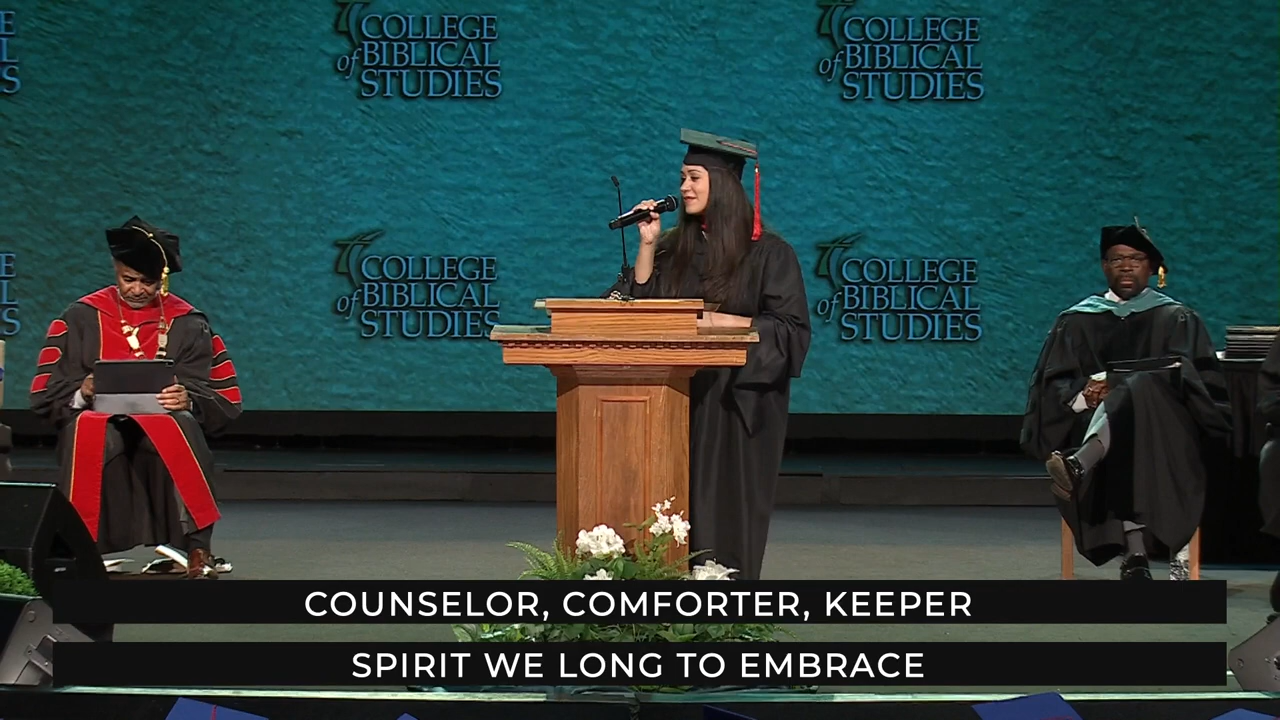 COLLEGE
of BIBLICAL
STUDIES
COLLEGE
of BIBLICAL
STUDIES
COLLEGE
of BIBLICAL
STUDIES
COLLEGE
of BIBLICAL
STUDIES
COUNSELOR, COMFORTER, KEEPER
SPIRIT WE LONG TO EMBRACE